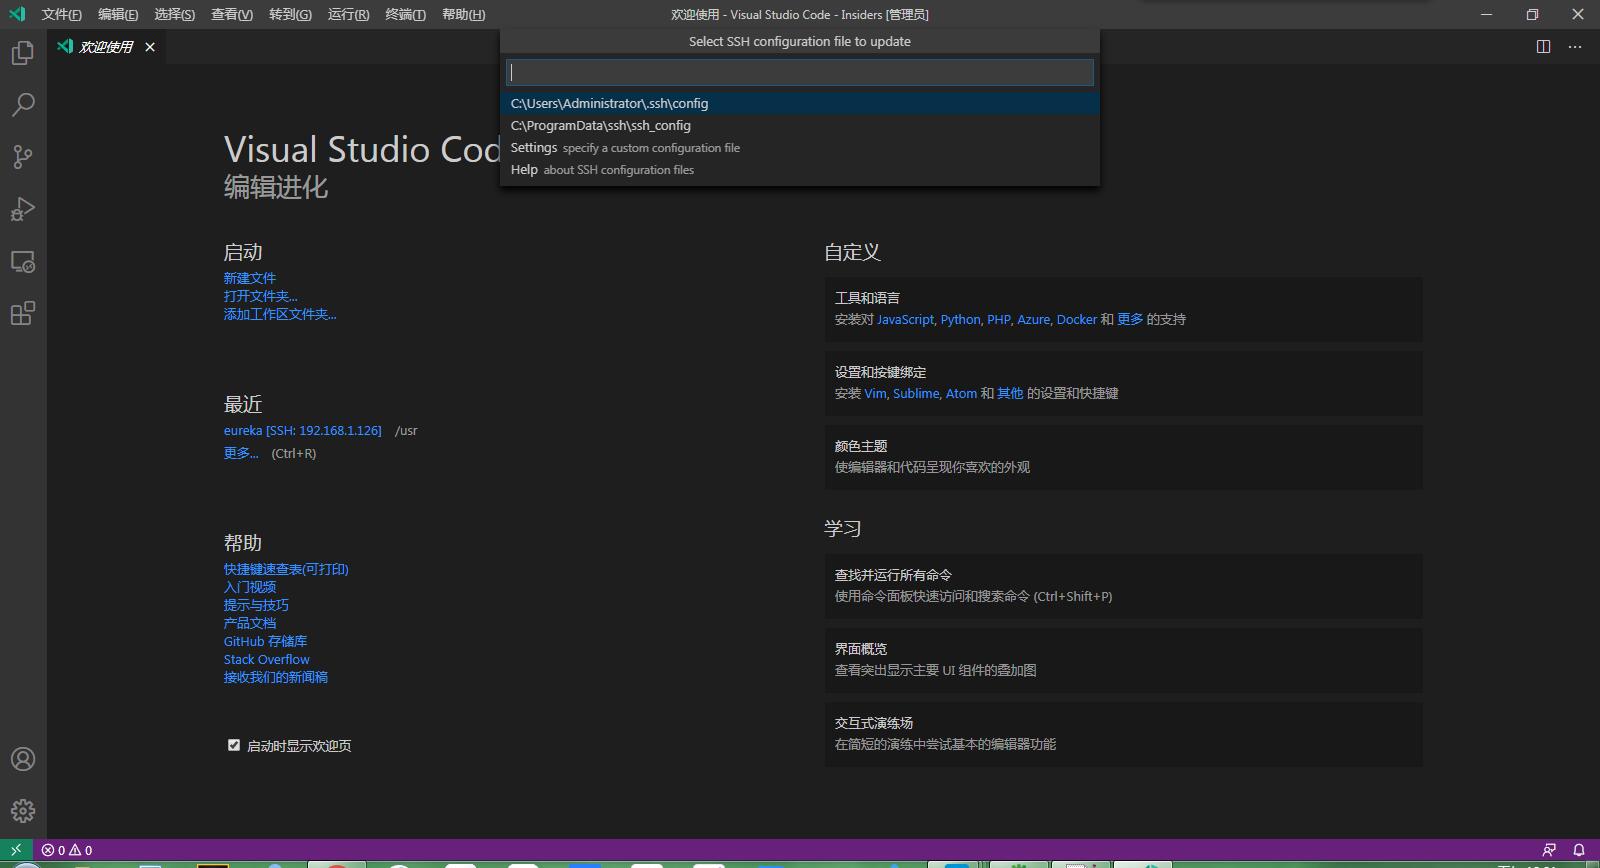 文件(F) 编辑(E) 选择(S) 查看(V) 转到(G) 运行(R) 终端(T) 帮助(H) 欢迎使用 - Visual Studio Code - Insiders [管理员]
欢迎使用
Select SSH configuration file to update
C:\Users\Administrator\.ssh\config
C:\ProgramData\ssh\ssh_config
Settings specify a custom configuration file
Help about SSH configuration files
Visual Studio Cod
编辑进化
启动
新建文件
打开文件夹...
添加工作区文件夹...
最近
eureka [SSH: 192.168.1.126] /usr
更多... (Ctrl+R)
帮助
快捷键速查表(可打印)
入门视频
提示与技巧
产品文档
GitHub 存储库
Stack Overflow
接收我们的新闻稿
启动时显示欢迎页
自定义
工具和语言
安装对 JavaScript, Python, PHP, Azure, Docker 和 更多 的支持
设置和按键绑定
安装 Vim, Sublime, Atom 和 其他 的设置和快捷键
颜色主题
使编辑器和代码呈现你喜欢的外观
学习
查找并运行所有命令
使用命令面板快速访问和搜索命令 (Ctrl+Shift+P)
界面概览
查看突出显示主要 UI 组件的叠加图
交互式演练场
在简短的演练中尝试基本的编辑器功能
0 0